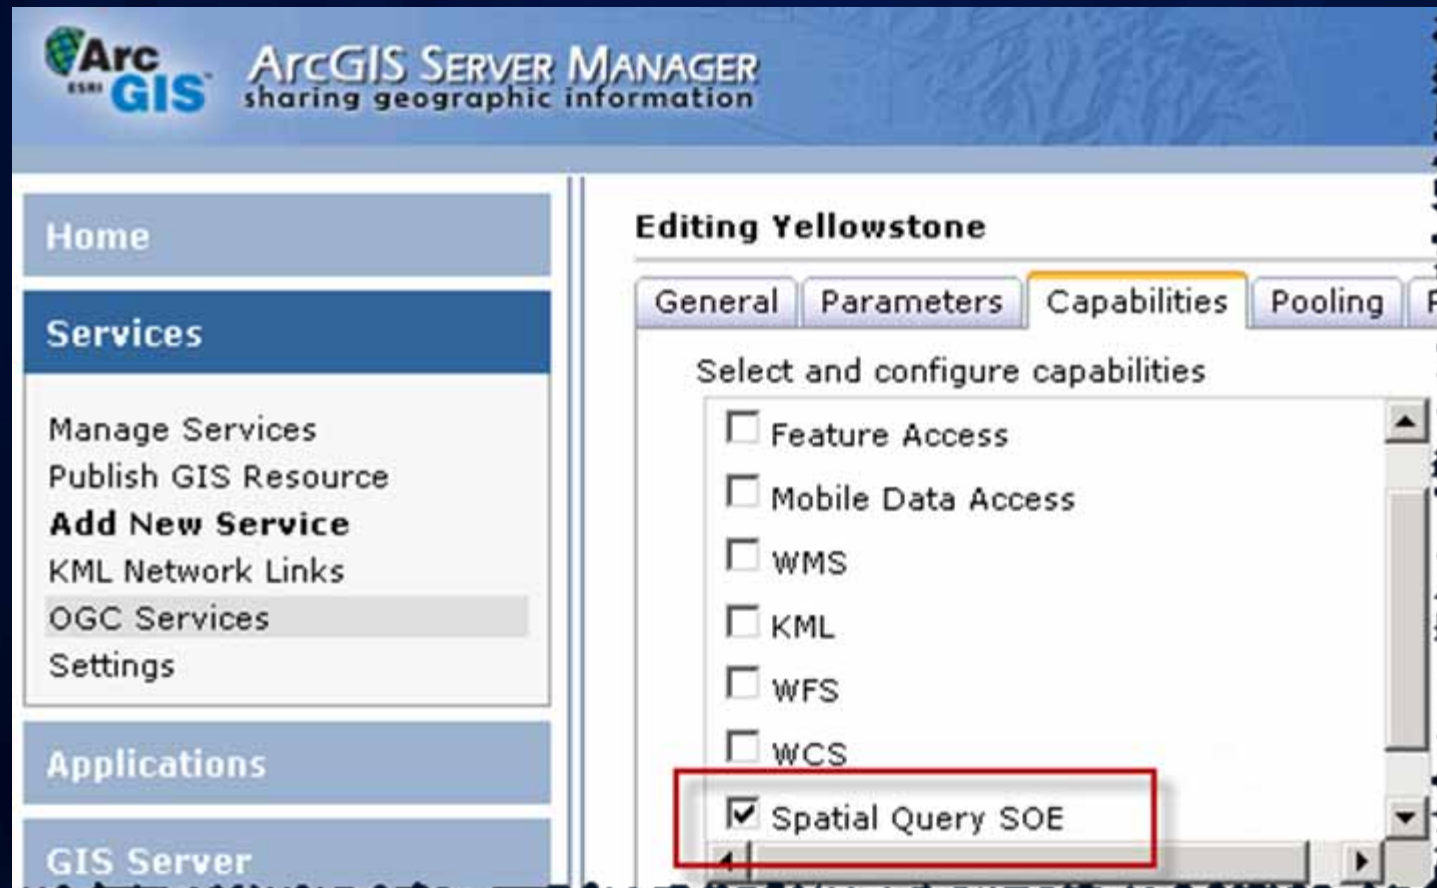 Arc
ESRI GIS
ArcGIS Server Manager
sharing geographic information
Home
Services
Manage Services
Publish GIS Resource
Add New Service
KML Network Links
OGC Services
Settings
Applications
GIS Server
Editing Yellowstone
General Parameters Capabilities Pooling
Select and configure capabilities
Feature Access
Mobile Data Access
WMS
KML
WFS
WCS
Spatial Query SOE